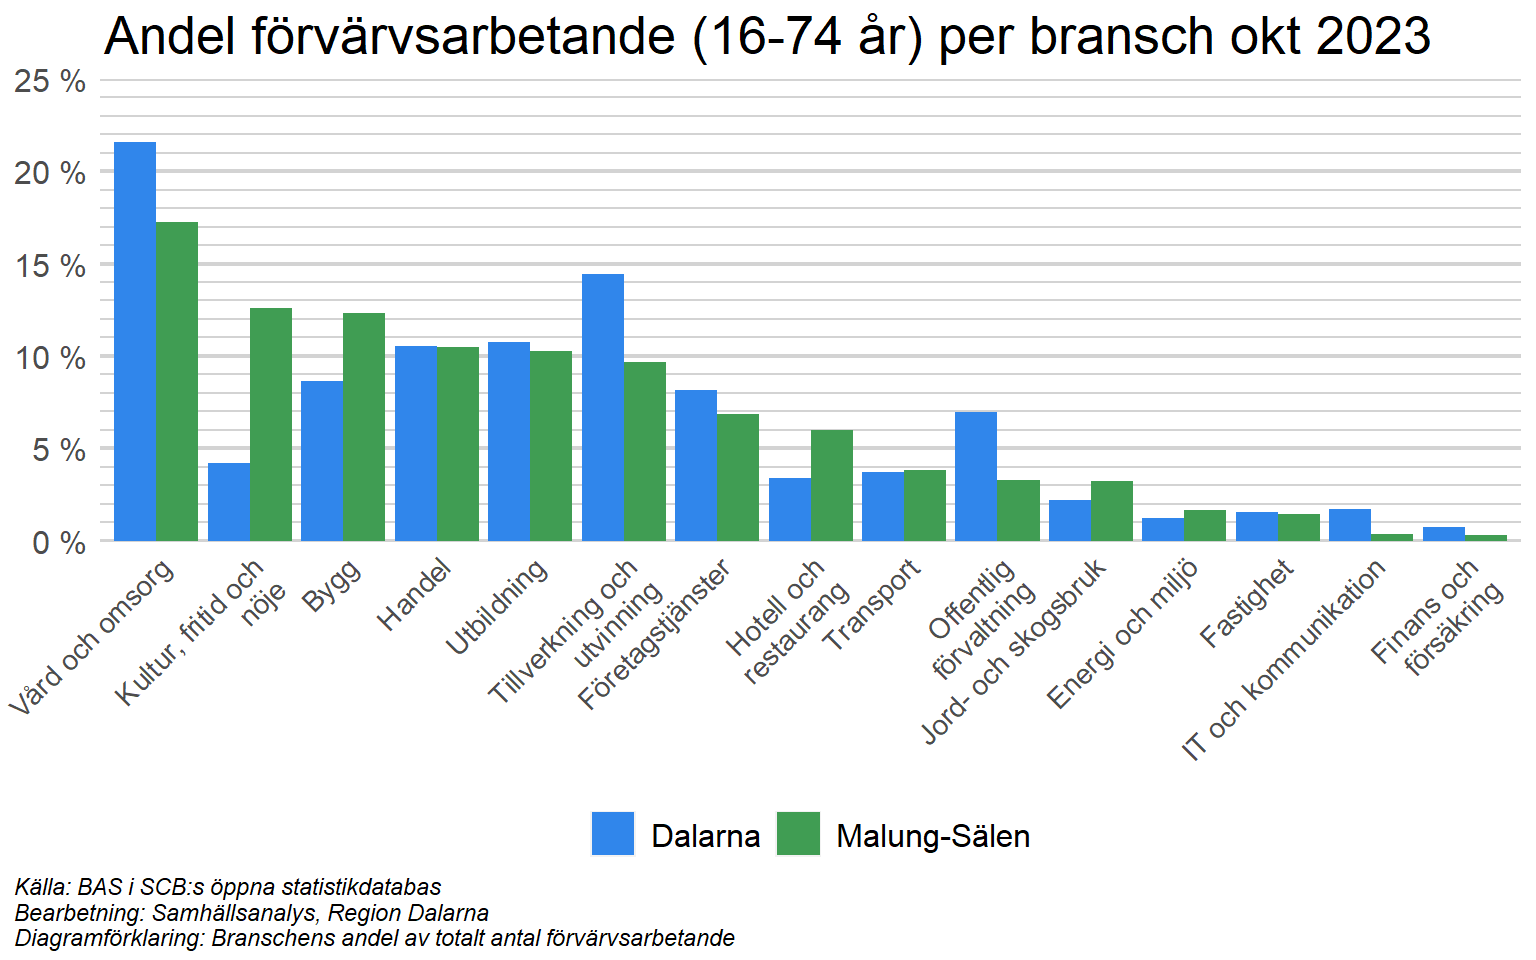 Andel förvärvsarbetande (16-74 år) per bransch okt 2023
25 %
20 %
15 %
10 %
5 %
0 %
Vård och omsorg
Kultur, fritid och
nöje
Bygg
Handel
Utbildning
Tillverkning och
utvinning
Företagstjänster
Hotell och
restaurang
Transport
Offentlig
förvaltning
Jord- och skogsbruk
Energi och miljö
Fastighet
IT och kommunikation
Finans och
försäkring
Dalarna
Malung-Sälen
Källa: BAS i SCB:s öppna statistikdatabas
Bearbetning: Samhällsanalys, Region Dalarna
Diagramförklaring: Branschens andel av totalt antal förvärvsarbetande